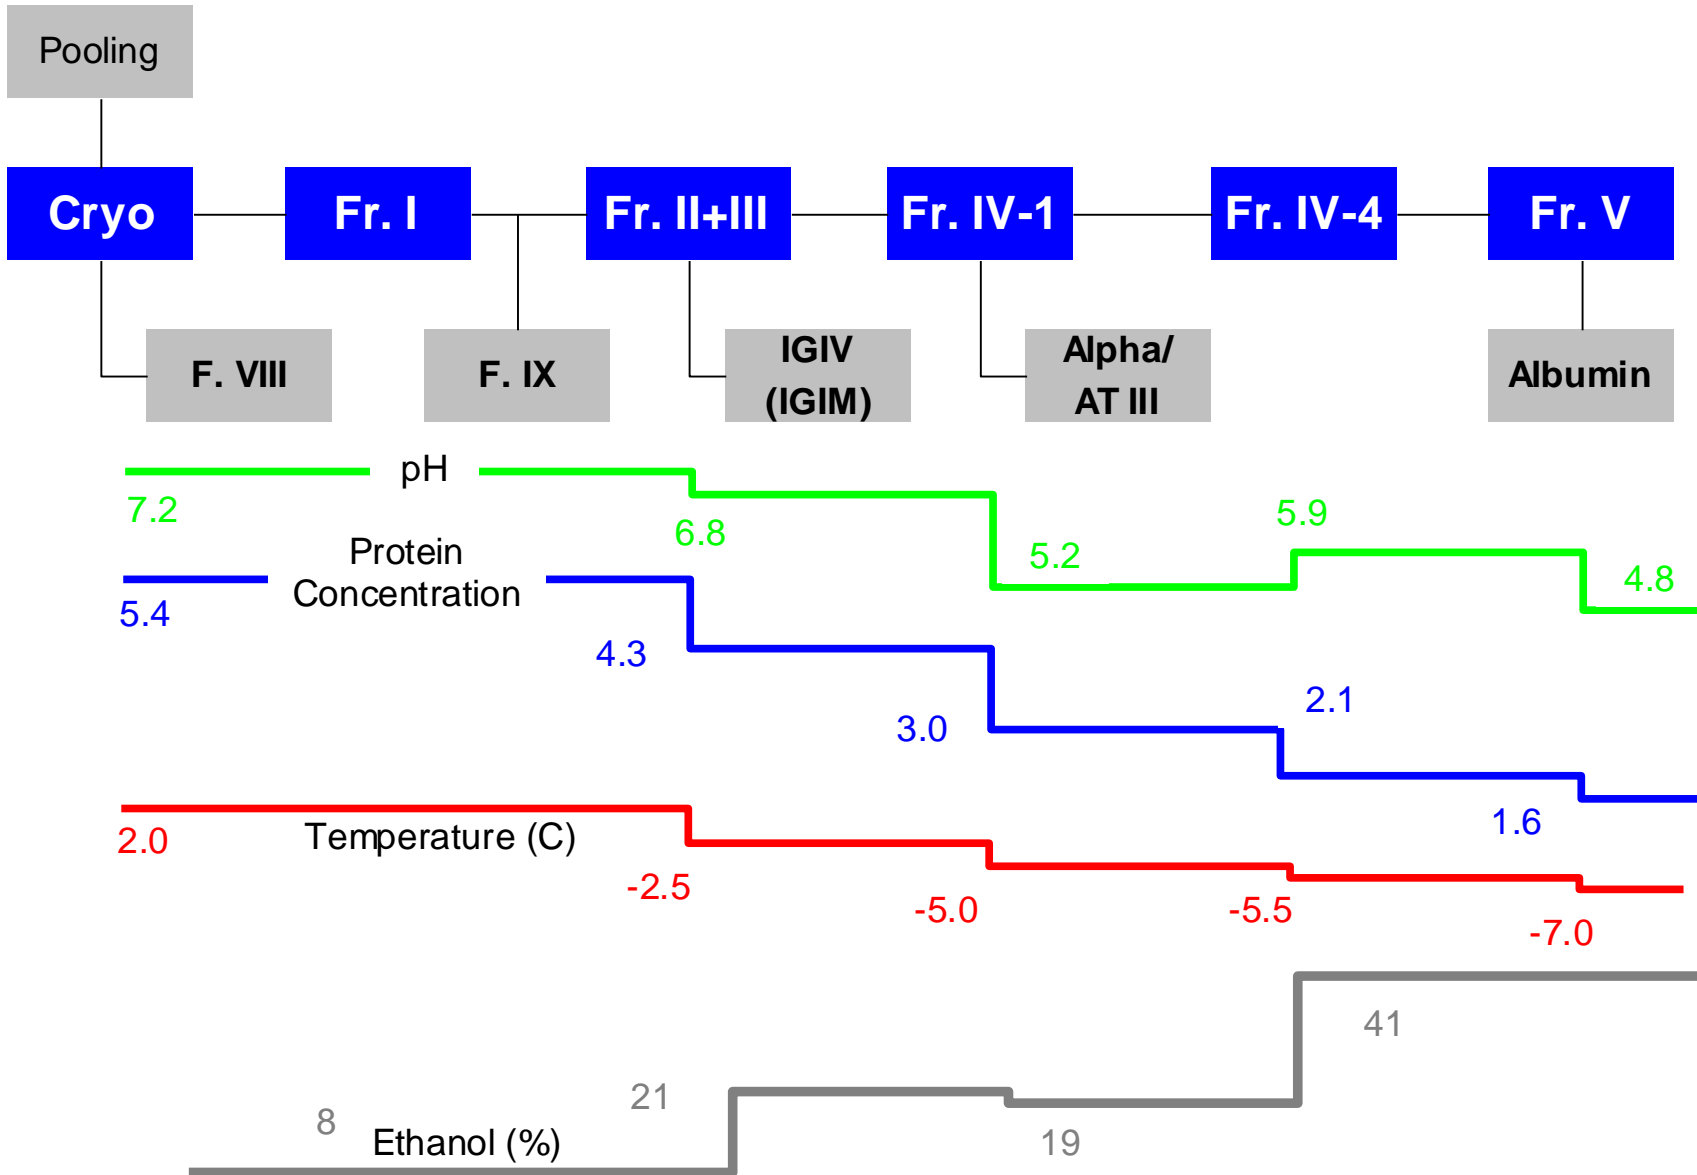 Pooling
Cryo
Fr. I
Fr. II+III
Fr. IV-1
Fr. IV-4
Fr. V
F. VIII
F. IX
IGIV
(IGIM)
Alpha/
AT III
Albumin
pH
7.2
6.8
5.2
5.9
4.8
Protein
Concentration
5.4
4.3
3.0
2.1
1.6
Temperature (C)
2.0
-2.5
-5.0
-5.5
-7.0
Ethanol (%)
8
21
19
41